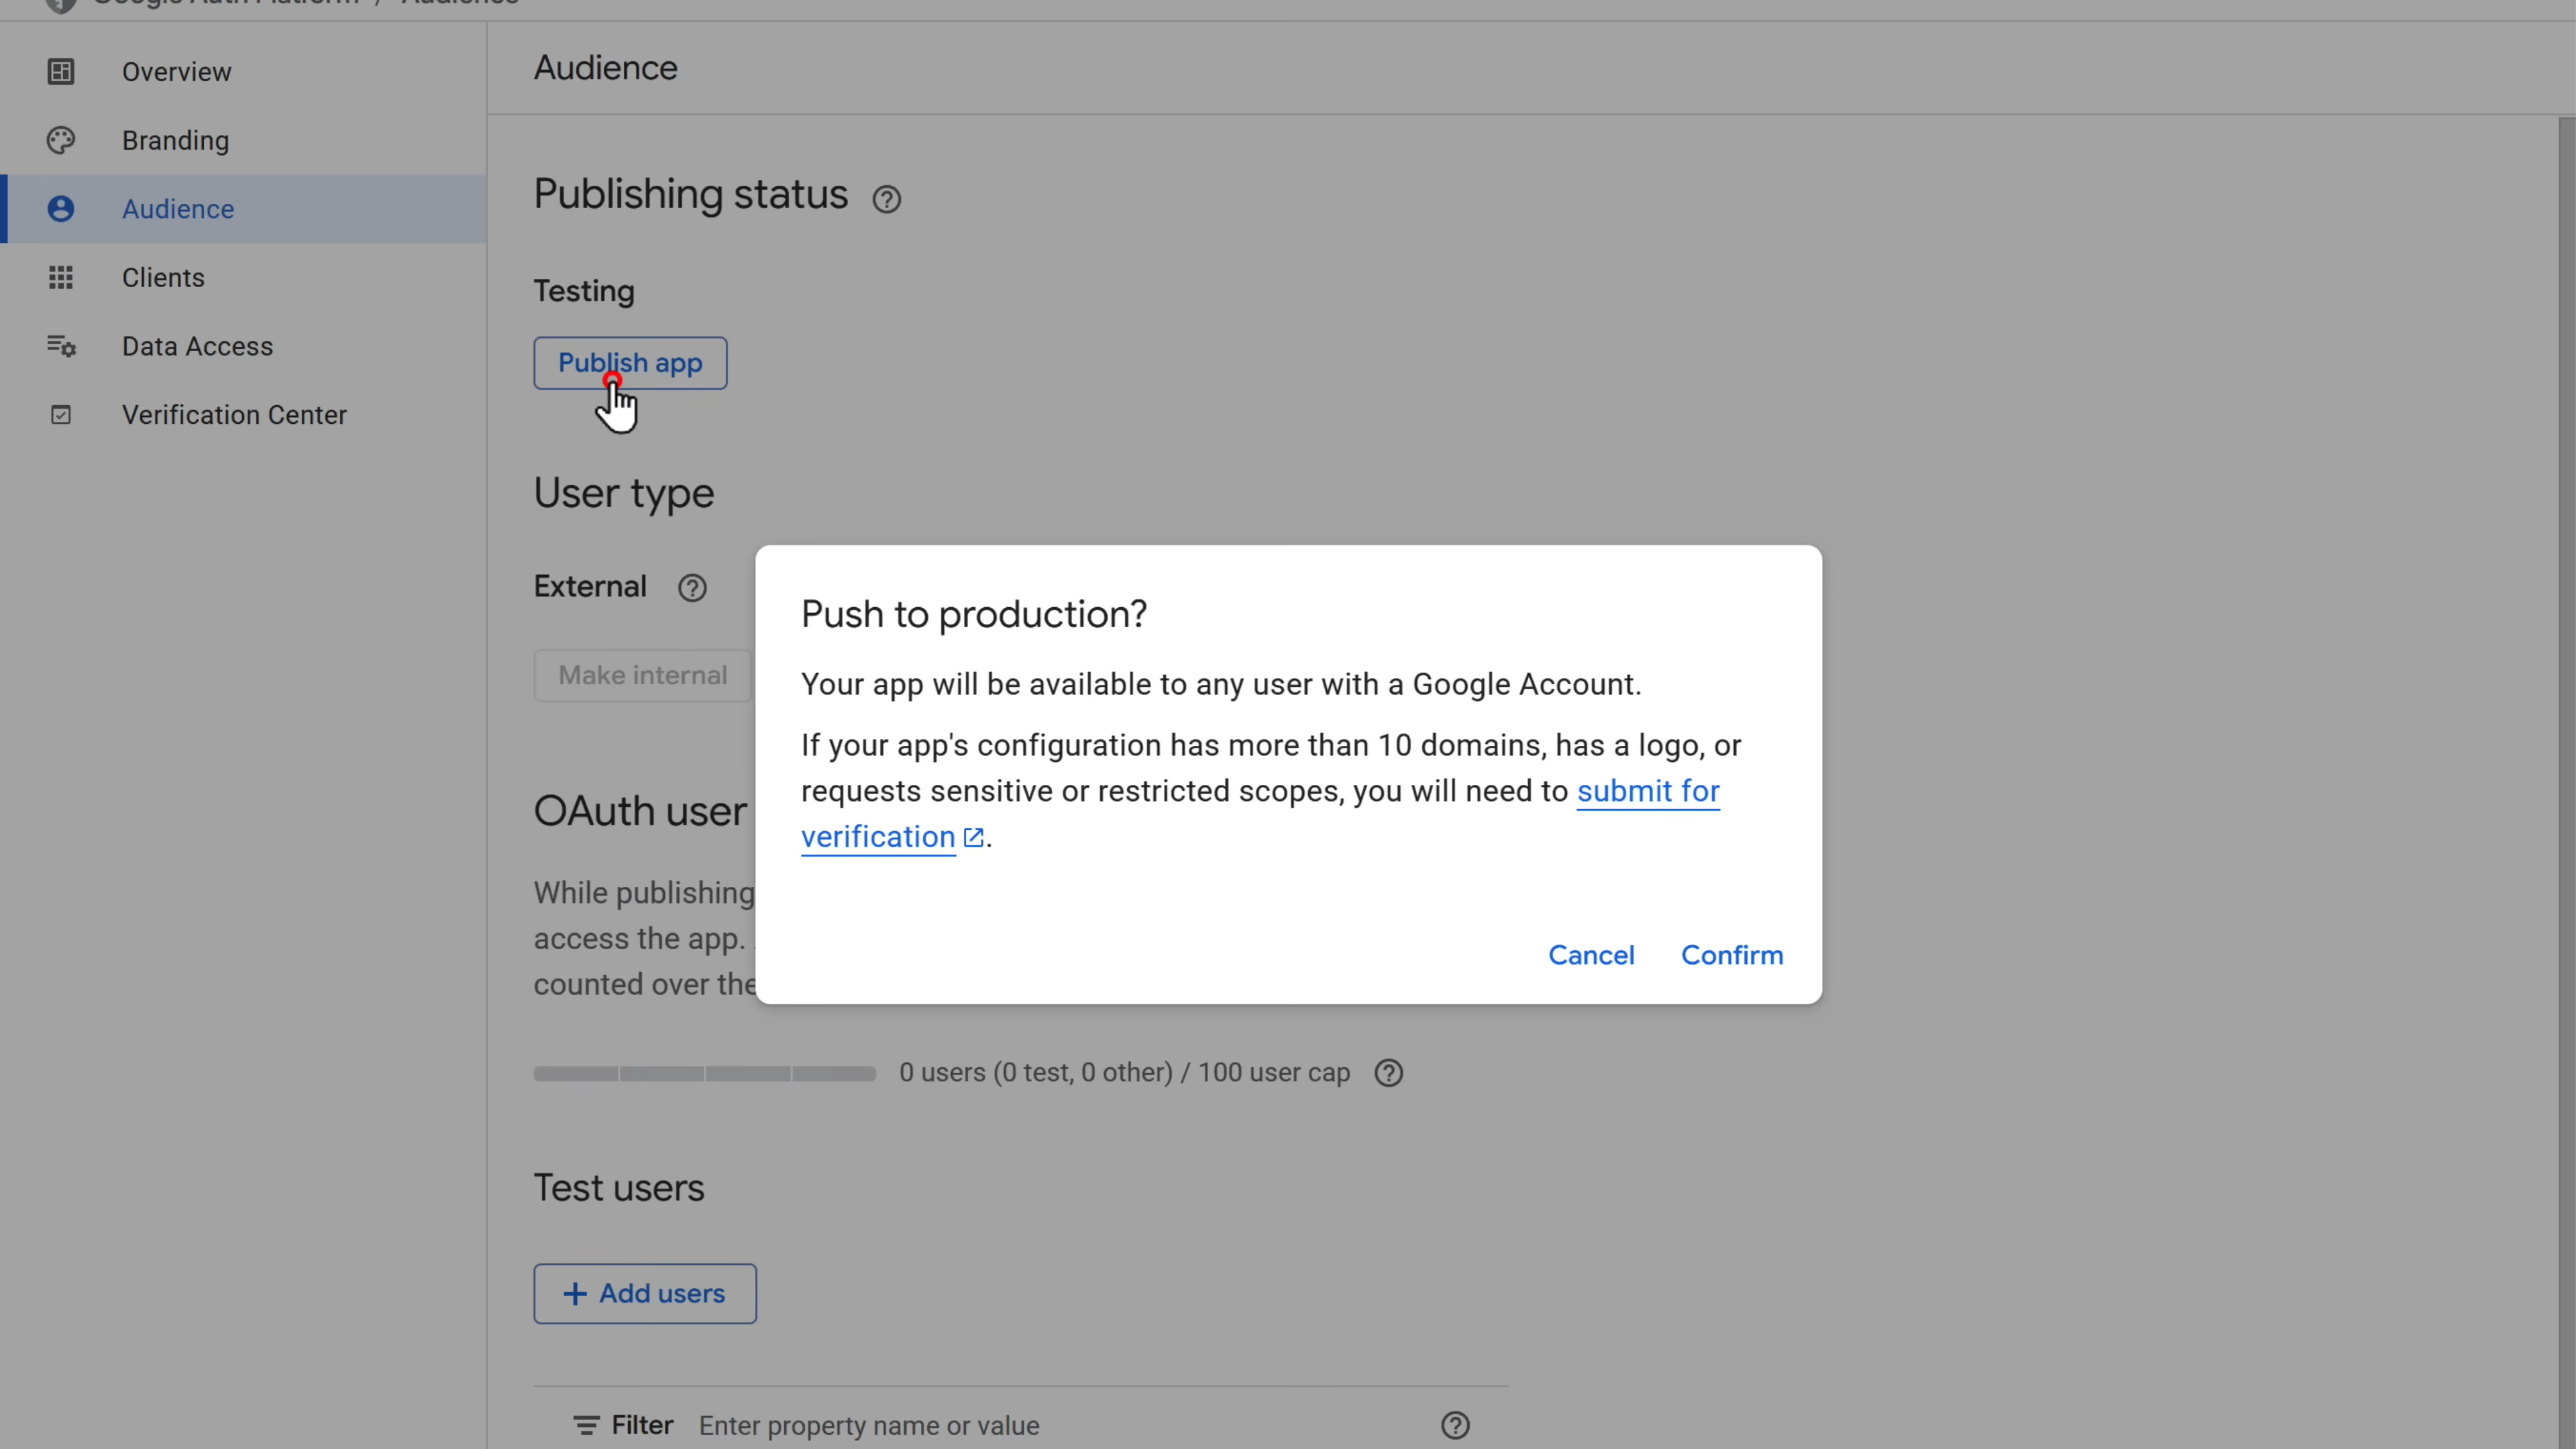 Google Auth Platform / Audience
Overview
Branding
Audience
Clients
Data Access
Verification Center
Audience
Publishing status
Testing
Publish app
User type
External
Make internal
OAuth user
While publishing
access the app.
counted over the
0 users (0 test, 0 other) / 100 user cap
Test users
+ Add users
Filter Enter property name or value
Push to production?
Your app will be available to any user with a Google Account.
If your app's configuration has more than 10 domains, has a logo, or
requests sensitive or restricted scopes, you will need to submit for
verification.
Cancel Confirm